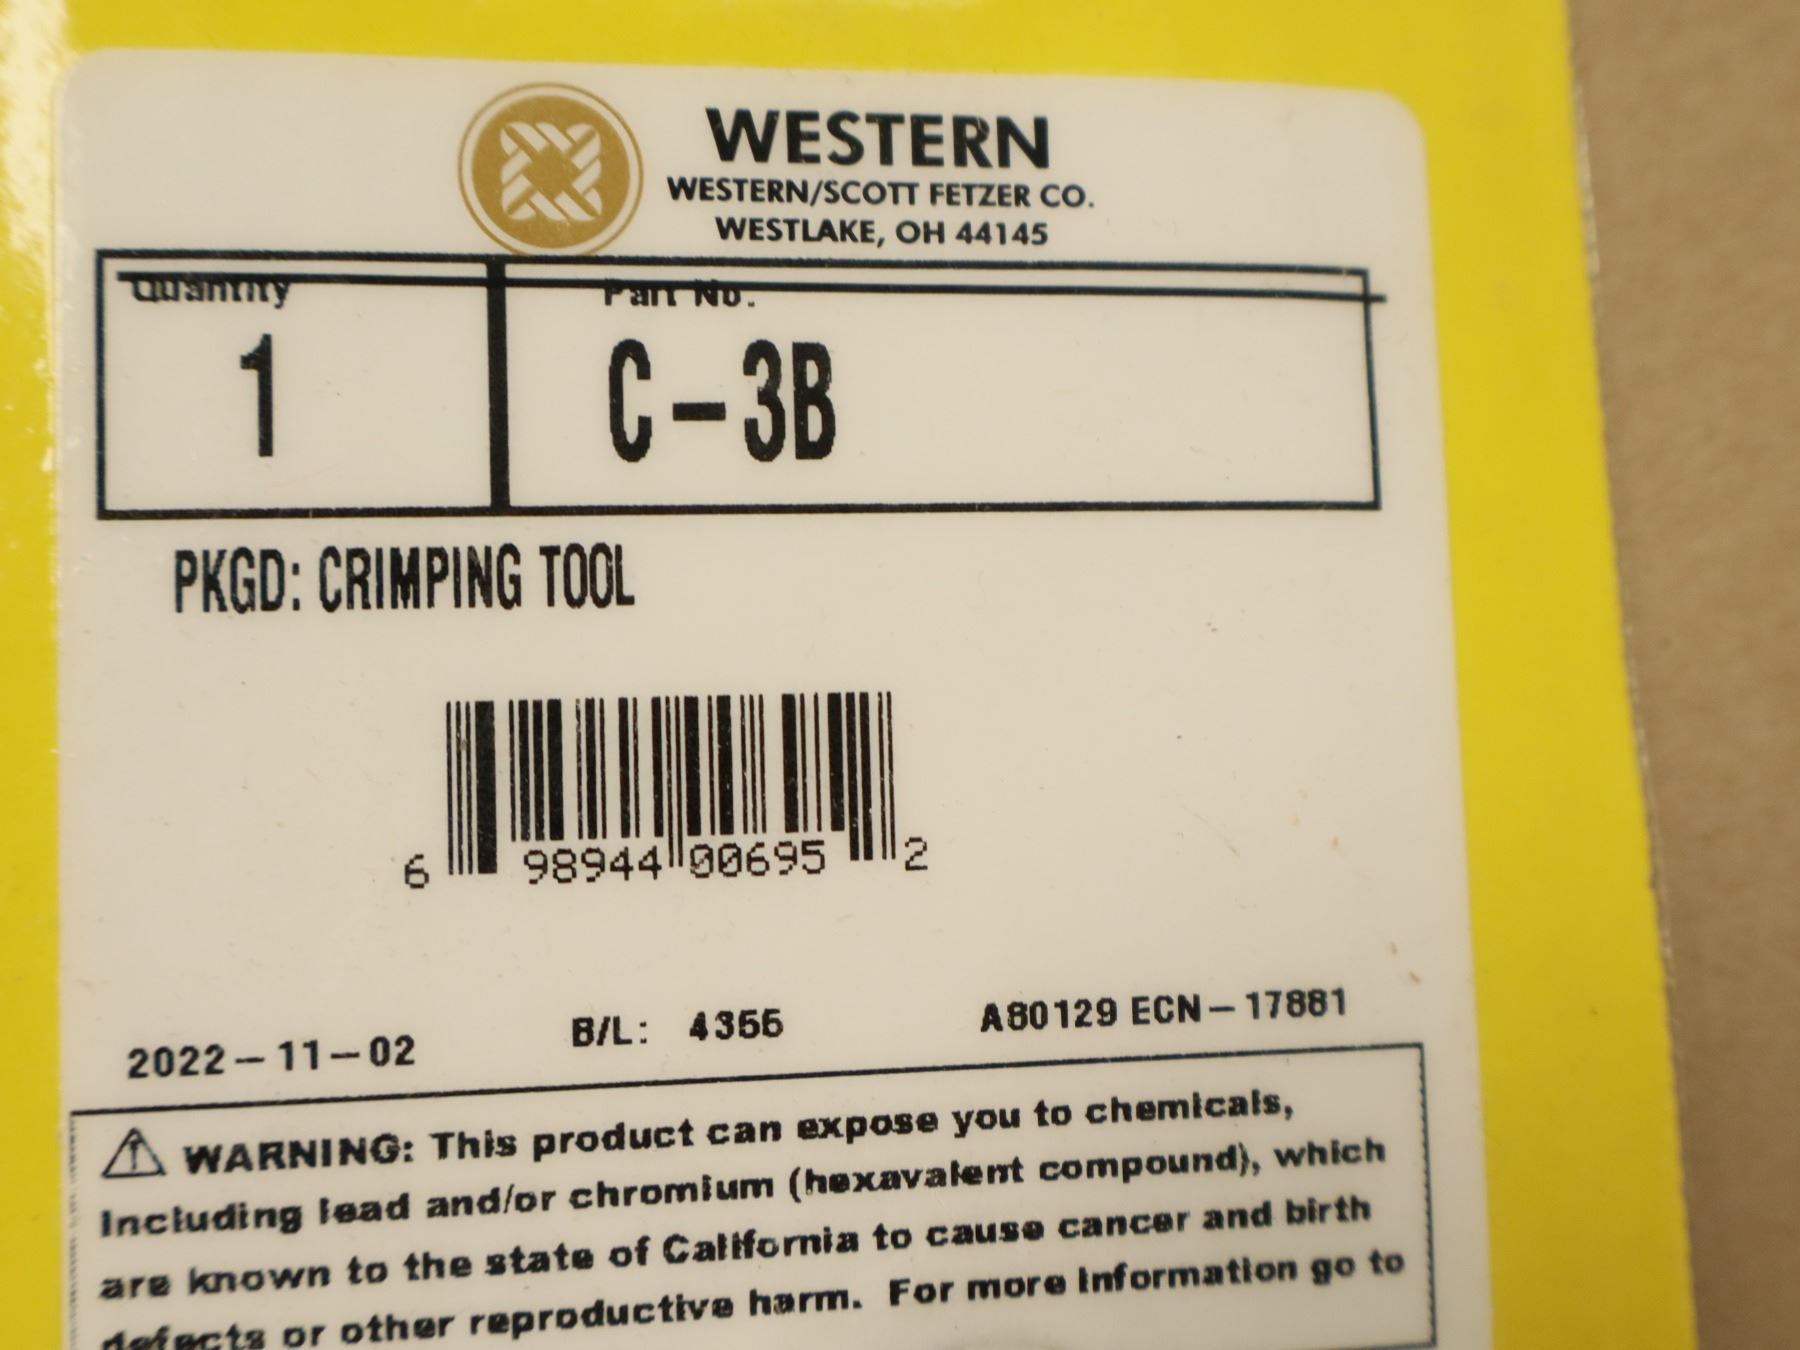 WESTERN
WESTERN/SCOTT FETZER CO.
WESTLAKE, OH 44145
Quantity Part No.
1 C-3B
PKGD: CRIMPING TOOL
6 98944 00695 2
2022-11-02 B/L: 4355 A80129 ECN-17881
WARNING: This product can expose you to chemicals,
including lead and/or chromium (hexavalent compound), which
are known to the state of California to cause cancer and birth
defects or other reproductive harm. For more information go to